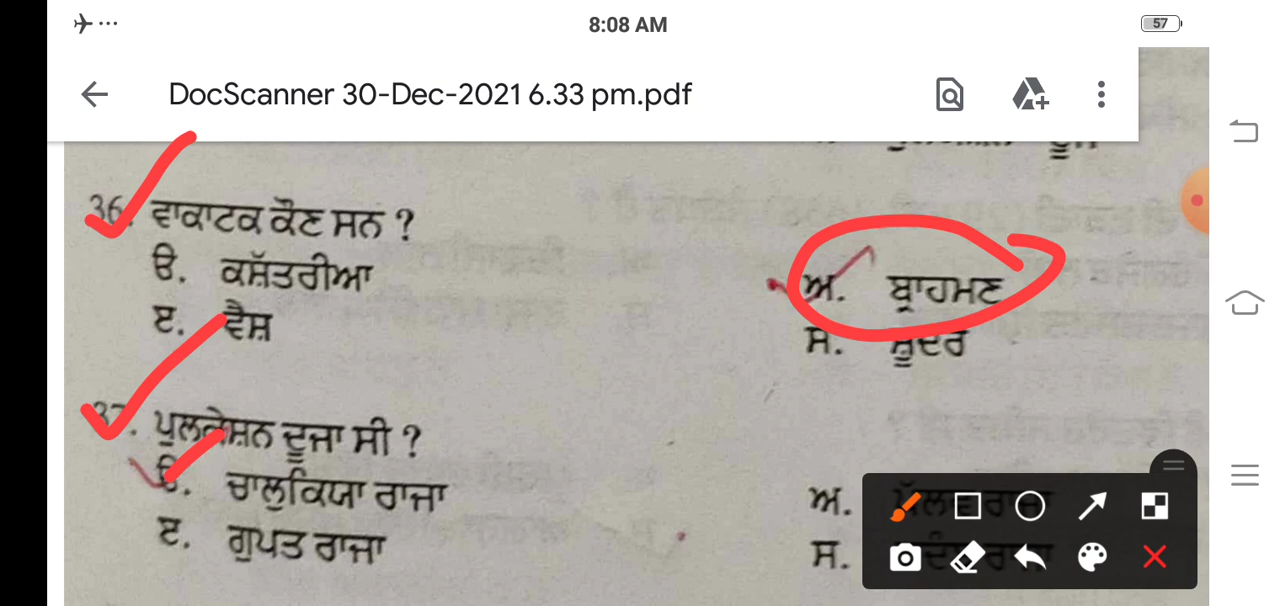 8:08 AM
57
DocScanner 30-Dec-2021 6.33 pm.pdf
36. ਵਾਕਾਟਕ ਕੌਣ ਸਨ ?
ੳ. ਕਸ਼ੱਤਰੀਆ
ਅ. ਬ੍ਰਾਹਮਣ
ੲ. ਵੈਸ਼
ਸ. ਸ਼ੂਦਰ
37. ਪੁਲਕੇਸ਼ਨ ਦੂਜਾ ਸੀ ?
ੳ. ਚਾਲੁਕਿਯਾ ਰਾਜਾ
ਅ.
ੲ. ਗੁਪਤ ਰਾਜਾ
ਸ.